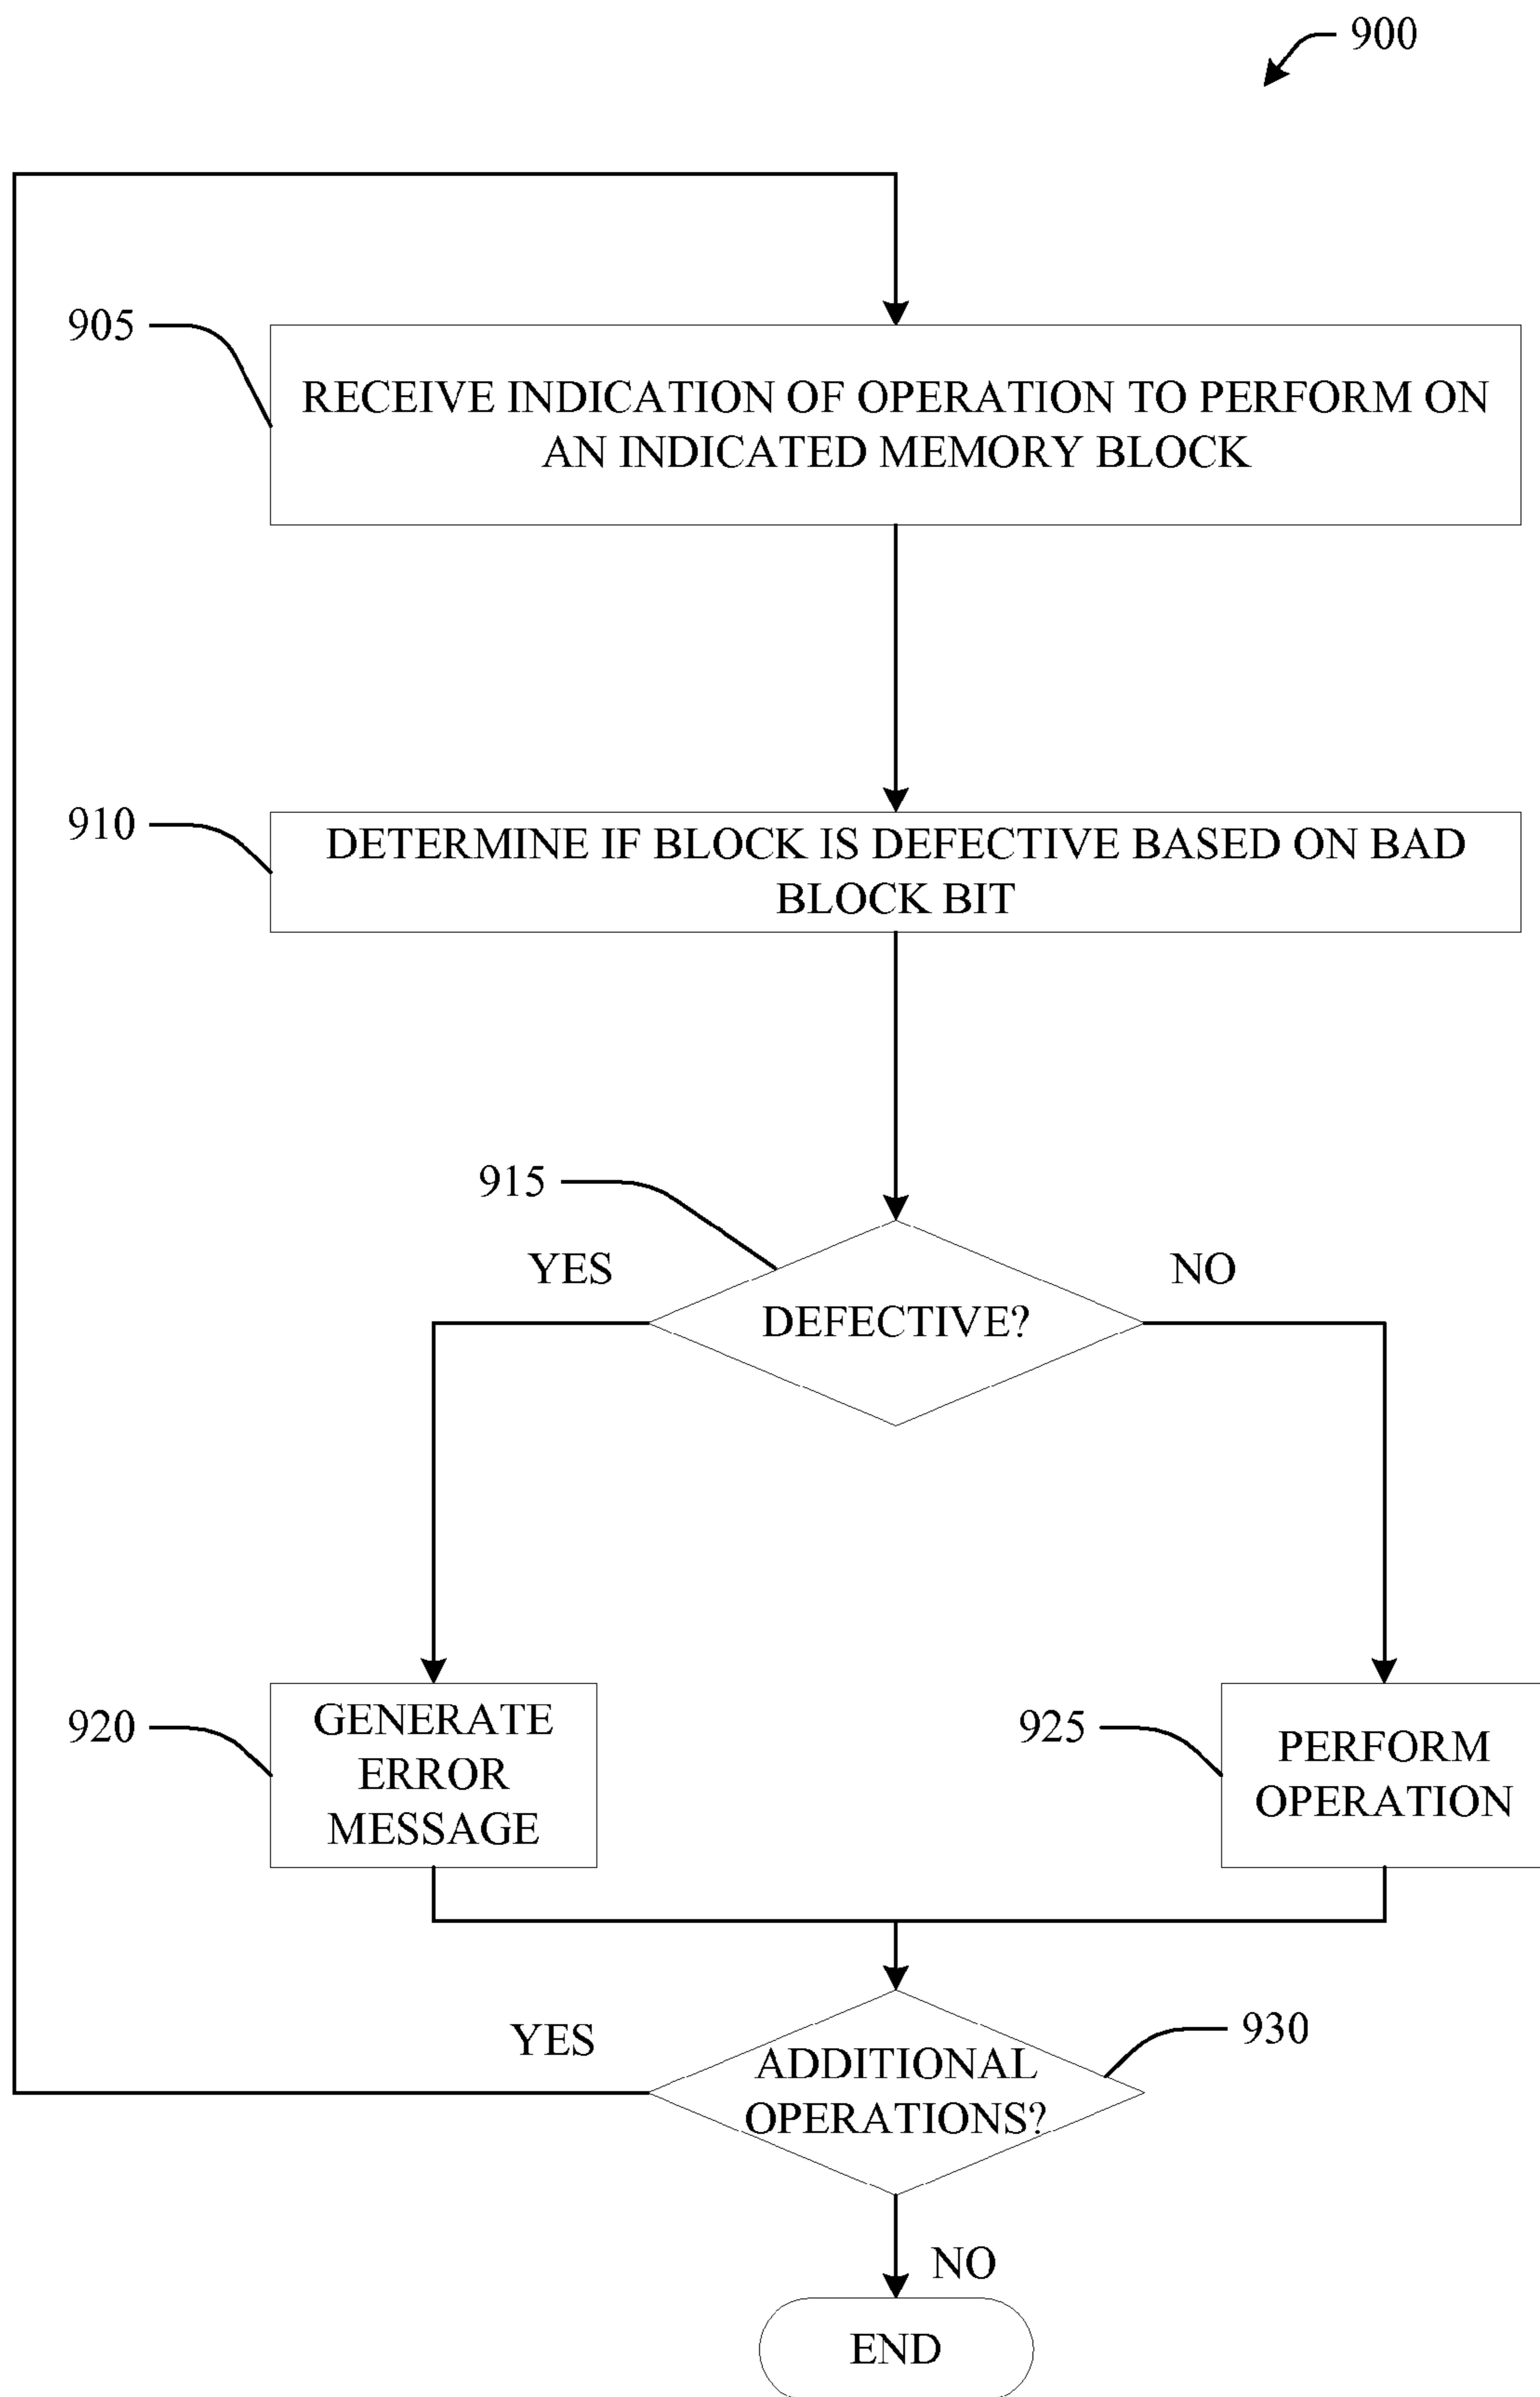 900
905
RECEIVE INDICATION OF OPERATION TO PERFORM ON
AN INDICATED MEMORY BLOCK
910
DETERMINE IF BLOCK IS DEFECTIVE BASED ON BAD
BLOCK BIT
915
YES
NO
DEFECTIVE?
920
GENERATE
ERROR
MESSAGE
925
PERFORM
OPERATION
YES
930
ADDITIONAL
OPERATIONS?
NO
END